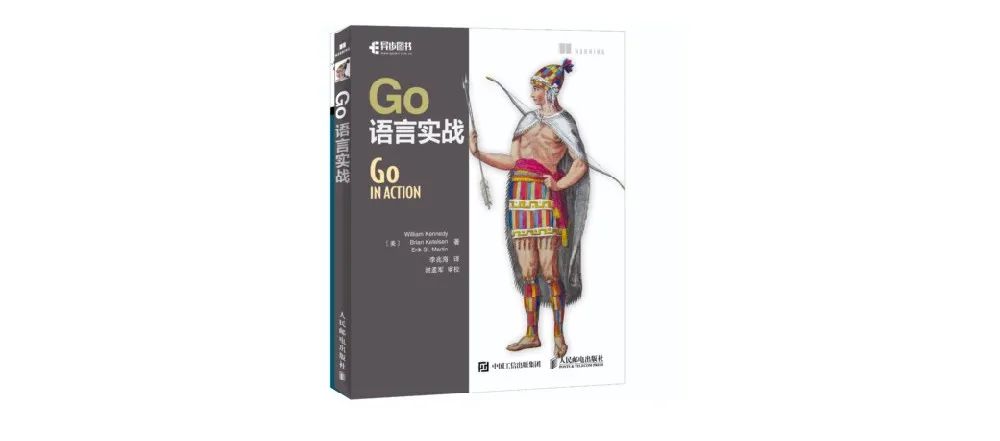 Go
语言实战
人民邮电出版社
异步图书
Go
语言实战
Go
IN ACTION
William Kennedy
[美] Brian Ketelsen 著
Erik St. Martin
李兆海 译
谢孟军 审校
中国工信出版集团
人民邮电出版社
POSTS & TELECOM PRESS